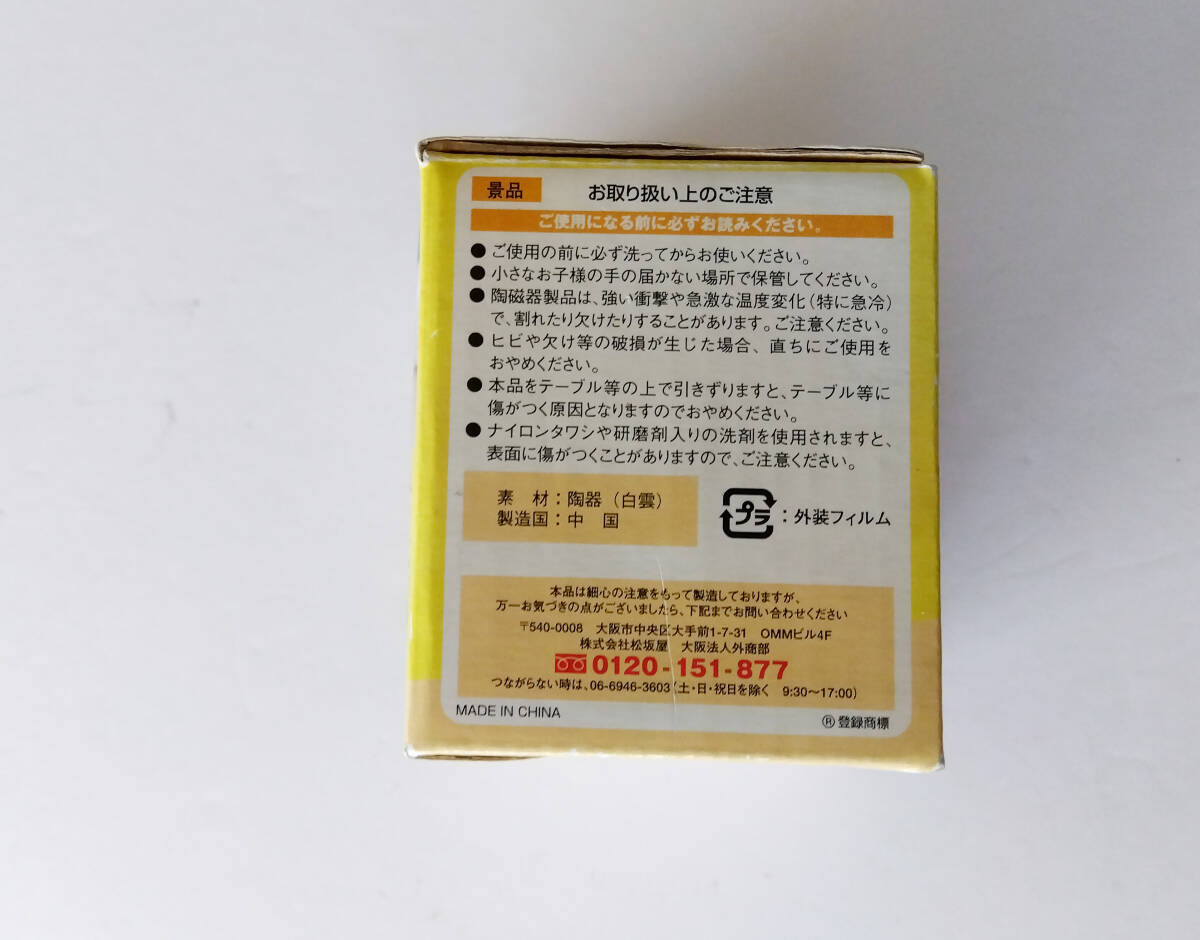 景品 お取り扱い上のご注意
ご使用になる前に必ずお読みください。
● ご使用の前に必ず洗ってからお使いください。
● 小さなお子様の手の届かない場所で保管してください。
● 陶磁器製品は、強い衝撃や急激な温度変化(特に急冷)
で、割れたり欠けたりすることがあります。ご注意ください。
● ヒビや欠け等の破損が生じた場合、直ちにご使用を
おやめください。
● 本品をテーブル等の上で引きずりますと、テーブル等に
傷がつく原因となりますのでおやめください。
● ナイロンタワシや研磨剤入りの洗剤を使用されますと、
表面に傷がつくことがありますので、ご注意ください。
素 材:陶器(白雲)
製造国:中 国
プラ:外装フィルム
本品は細心の注意をもって製造しておりますが、
万一お気づきの点がございましたら、下記までお問い合わせください
〒540-0008 大阪市中央区大手前1-7-31 OMMビル4F
株式会社松坂屋 大阪法人外商部
0120-151-877
つながらない時は、06-6946-3603(土・日・祝日を除く 9:30~17:00)
MADE IN CHINA
®登録商標